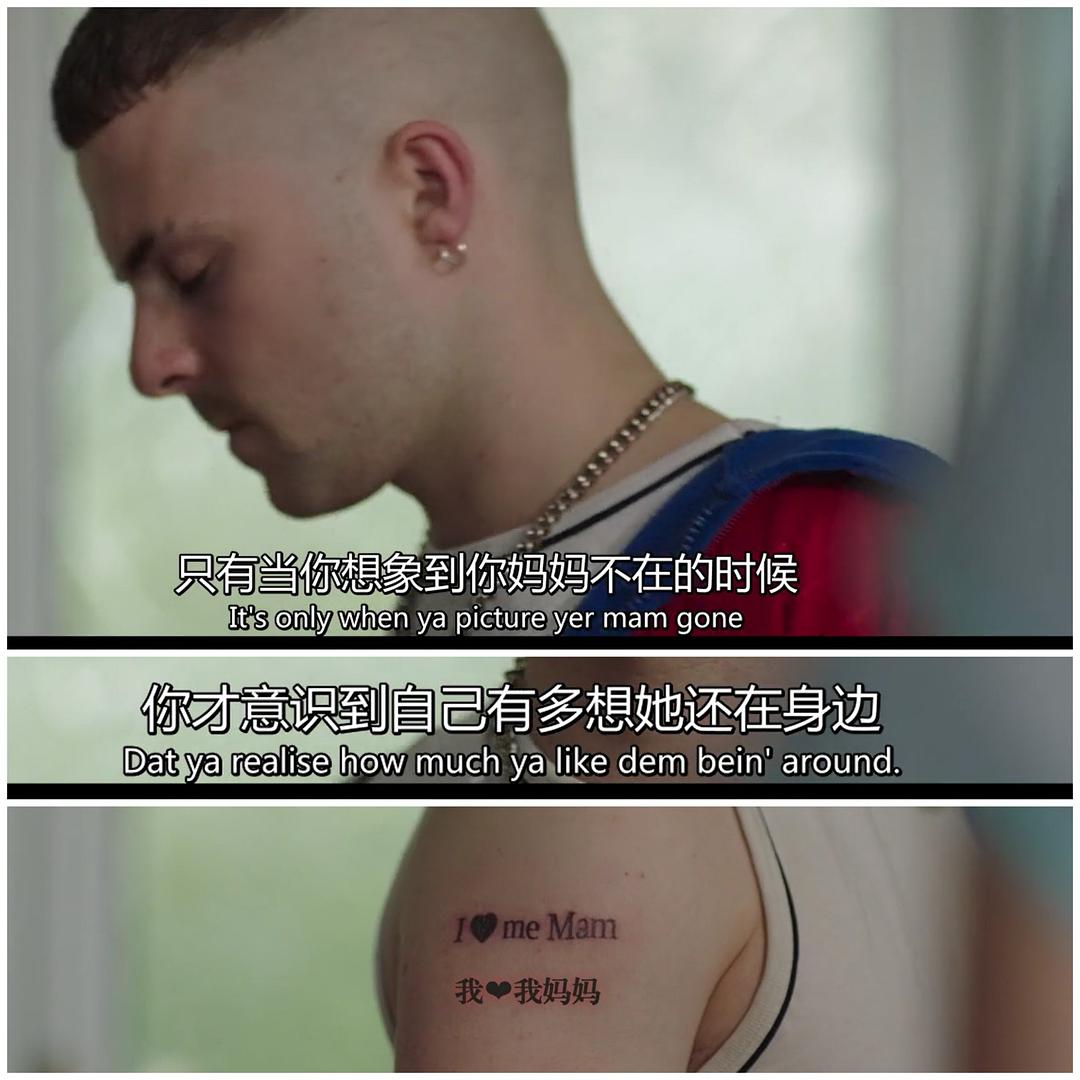 只有当你想象到你妈妈不在的时候
It's only when ya picture yer mam gone
你才意识到自己有多想她还在身边
Dat ya realise how much ya like dem bein' around.
I❤me Mam
我❤我妈妈